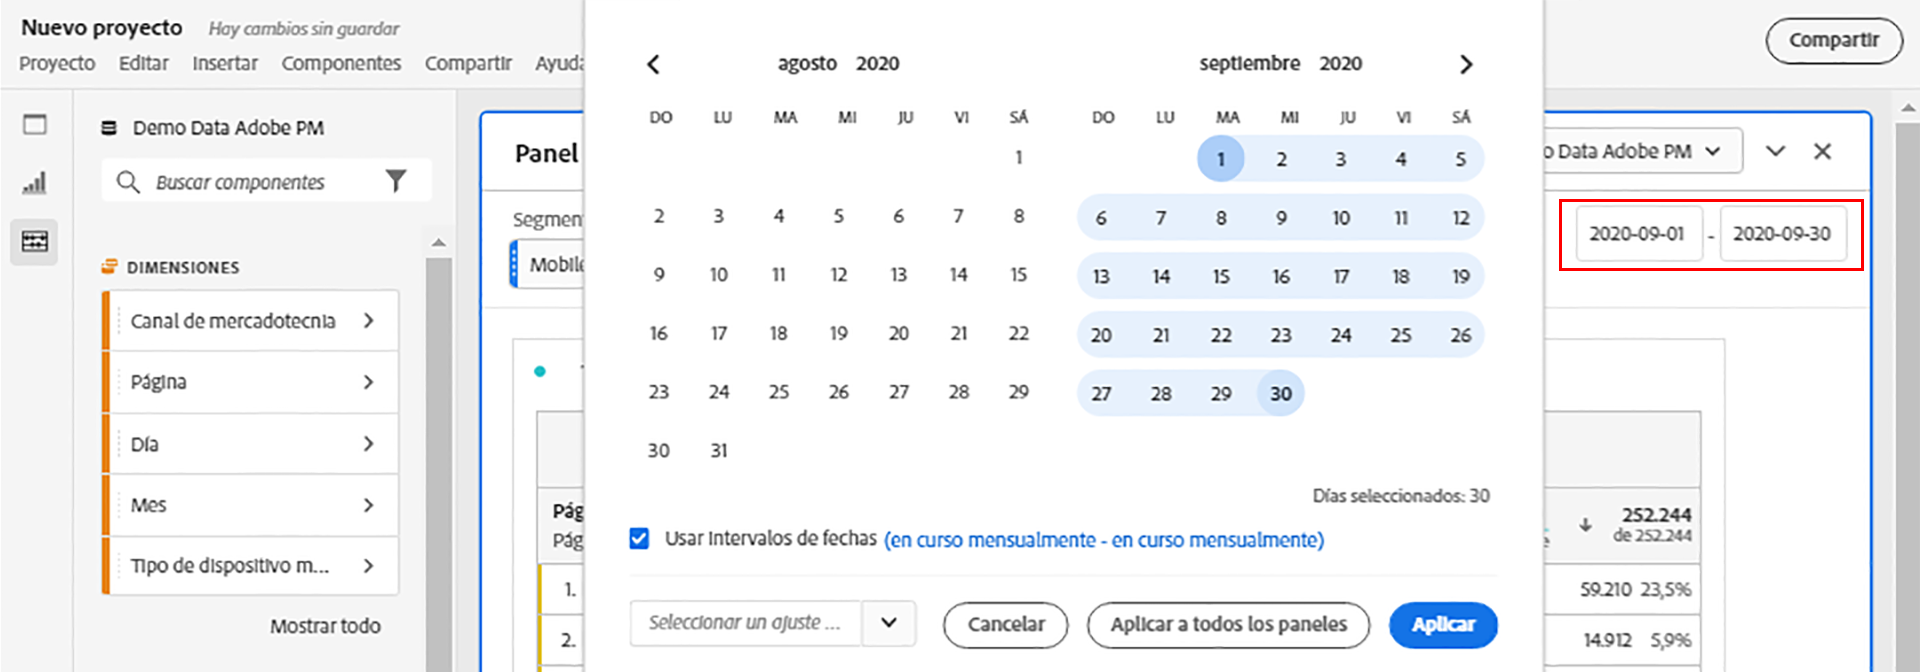 Nuevo proyecto Hay cambios sin guardar
Proyecto Editar Insertar Componentes Compartir Ayuda
Compartir
Demo Data Adobe PM
Buscar componentes
DIMENSIONES
Canal de mercadotecnia
Página
Día
Mes
Tipo de dispositivo m...
Mostrar todo
Panel
Segmen
Mobile
Pág
Pág
1.
2.
agosto 2020
DO LU MA MI JU VI SÁ
1
2 3 4 5 6 7 8
9 10 11 12 13 14 15
16 17 18 19 20 21 22
23 24 25 26 27 28 29
30 31
septiembre 2020
DO LU MA MI JU VI SÁ
1 2 3 4 5
6 7 8 9 10 11 12
13 14 15 16 17 18 19
20 21 22 23 24 25 26
27 28 29 30
Días seleccionados: 30
Usar Intervalos de fechas (en curso mensualmente - en curso mensualmente)
Seleccionar un ajuste ... Cancelar Aplicar a todos los paneles Aplicar
o Data Adobe PM
2020-09-01 - 2020-09-30
252.244
de 252.244
59.210 23,5%
14.912 5,9%